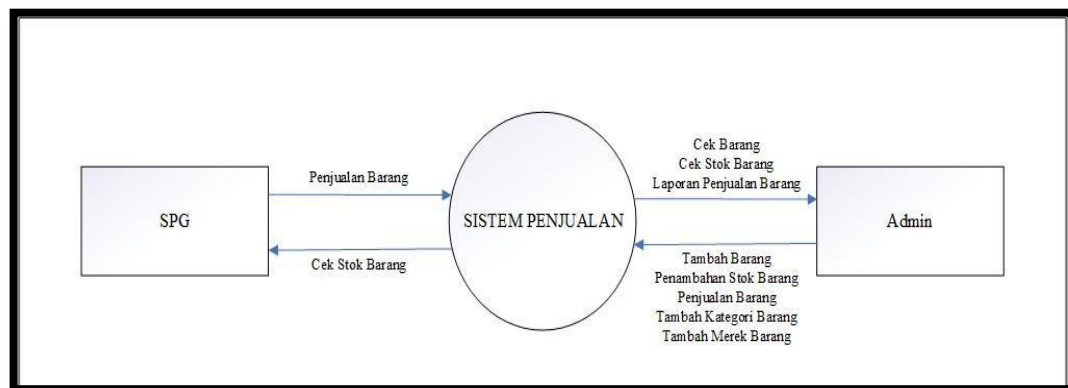 SPG
Penjualan Barang
Cek Stok Barang
SISTEM PENJUALAN
Cek Barang
Cek Stok Barang
Laporan Penjualan Barang
Tambah Barang
Penambahan Stok Barang
Penjualan Barang
Tambah Kategori Barang
Tambah Merek Barang
Admin